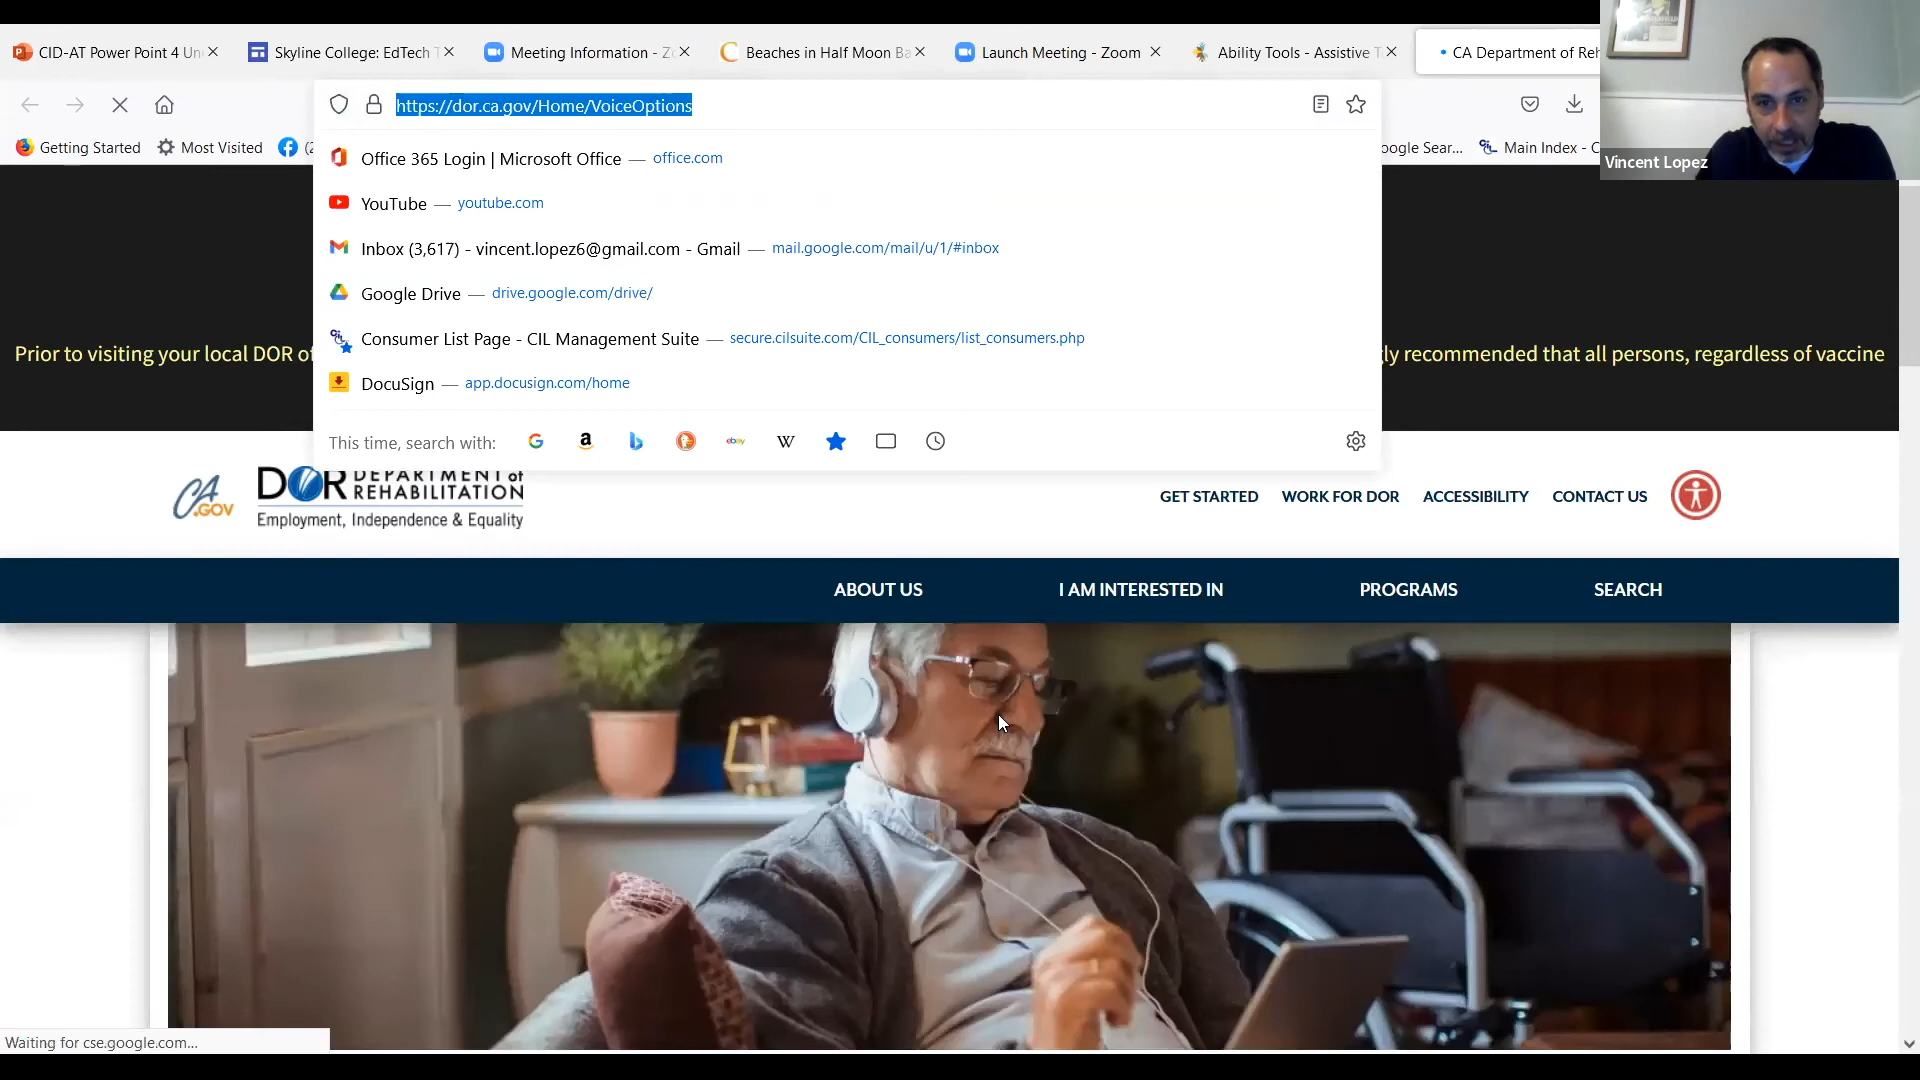 CID-AT Power Point 4 Un
Skyline College: EdTech T
Meeting Information - Zo
Beaches in Half Moon Ba
Launch Meeting - Zoom
Ability Tools - Assistive T
CA Department of Reh
https://dor.ca.gov/Home/VoiceOptions
Getting Started
Most Visited
(2
oogle Sear...
Main Index - C
Vincent Lopez
Office 365 Login | Microsoft Office — office.com
YouTube — youtube.com
Inbox (3,617) - vincent.lopez6@gmail.com - Gmail — mail.google.com/mail/u/1/#inbox
Google Drive — drive.google.com/drive/
Consumer List Page - CIL Management Suite — secure.cilsuite.com/CIL_consumers/list_consumers.php
Prior to visiting your local DOR of
ly recommended that all persons, regardless of vaccine
DocuSign — app.docusign.com/home
This time, search with:
CA
.GOV
DOR DEPARTMENT of
REHABILITATION
Employment, Independence & Equality
GET STARTED
WORK FOR DOR
ACCESSIBILITY
CONTACT US
ABOUT US
I AM INTERESTED IN
PROGRAMS
SEARCH
Waiting for cse.google.com...